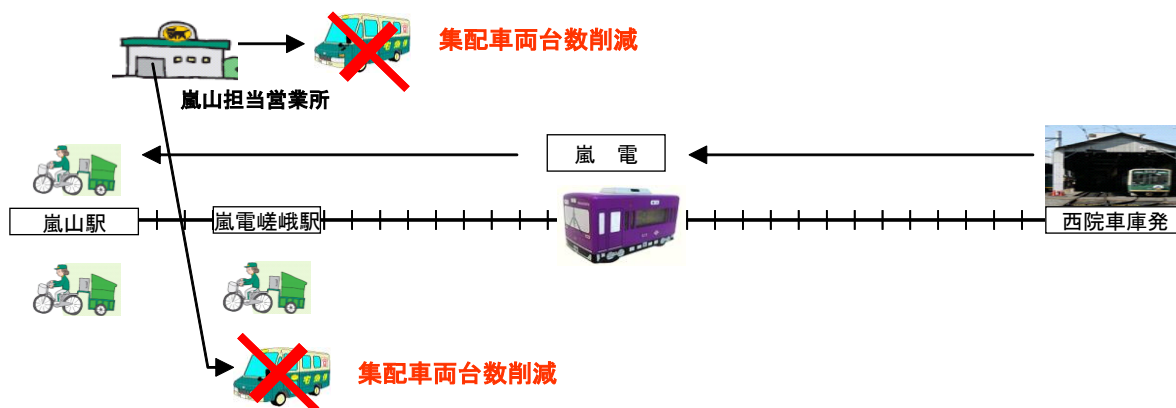 集配車両台数削減
嵐山担当営業所
嵐 電
嵐山駅
嵐電嵯峨駅
西院車庫発
集配車両台数削減